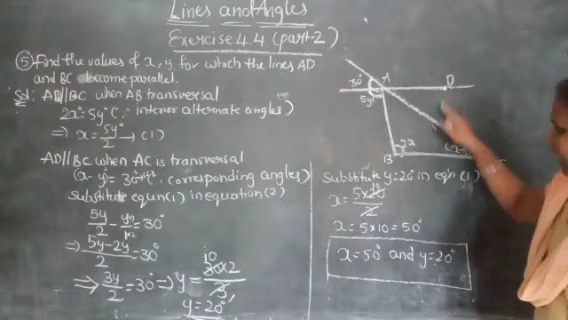 Lines and Angles
Exercise 4.4 (part-2)
⑤ Find the values of x, y for which the lines AD
and BC become parallel.
Sol: AD//BC when AB transversal
2x°=5y° (∵ interior alternate angles)
⇒ x = 5y/2 → (1)
AD//BC when AC is transversal
(x-y)°=30° (∵ corresponding angles)
Substitute eqn(1) in equation (2)
5y/2 - y = 30°
⇒ 5y-2y/2 = 30°
⇒ 3y/2 = 30° ⇒ y = 30×2/3
10
y = 20°
30°
A
D
5y°
B
2x
Substitute y=20° in eqn (1)
x = 5×20/2
10
x = 5×10 = 50°
x = 50° and y = 20°